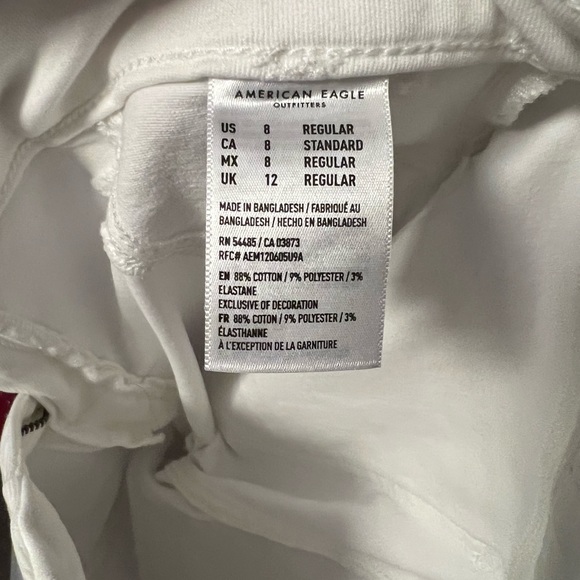 AMERICAN EAGLE
OUTFITTERS
US 8 REGULAR
CA 8 STANDARD
MX 8 REGULAR
UK 12 REGULAR
MADE IN BANGLADESH / FABRIQUÉ AU
BANGLADESH / HECHO EN BANGLADESH
RN 54485 / CA 03873
RFC# AEM120605U9A
EN 88% COTTON / 9% POLYESTER / 3%
ELASTANE
EXCLUSIVE OF DECORATION
FR 88% COTON / 9% POLYESTER / 3%
ÉLASTHANNE
À L'EXCEPTION DE LA GARNITURE